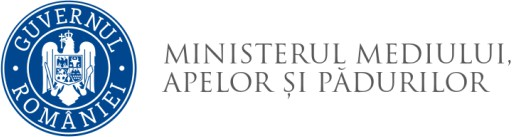 GUVERNUL
ROMÂNIEI
MINISTERUL MEDIULUI,
APELOR ȘI PĂDURILOR